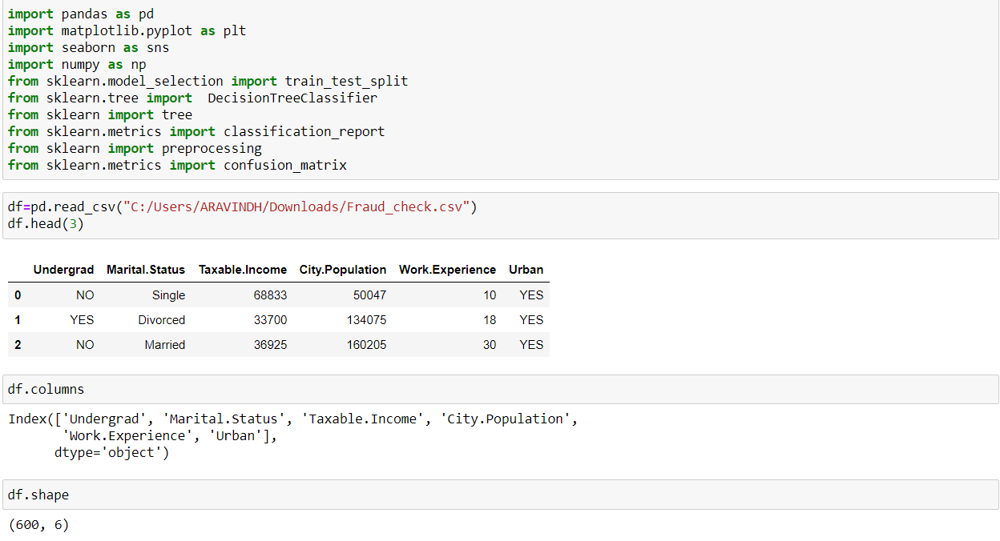 import pandas as pd
import matplotlib.pyplot as plt
import seaborn as sns
import numpy as np
from sklearn.model_selection import train_test_split
from sklearn.tree import  DecisionTreeClassifier
from sklearn import tree
from sklearn.metrics import classification_report
from sklearn import preprocessing
from sklearn.metrics import confusion_matrix
df=pd.read_csv("C:/Users/ARAVINDH/Downloads/Fraud_check.csv")
df.head(3)
Undergrad Marital.Status Taxable.Income City.Population Work.Experience Urban
0 NO Single 68833 50047 10 YES
1 YES Divorced 33700 134075 18 YES
2 NO Married 36925 160205 30 YES
df.columns
Index(['Undergrad', 'Marital.Status', 'Taxable.Income', 'City.Population',
       'Work.Experience', 'Urban'],
      dtype='object')
df.shape
(600, 6)